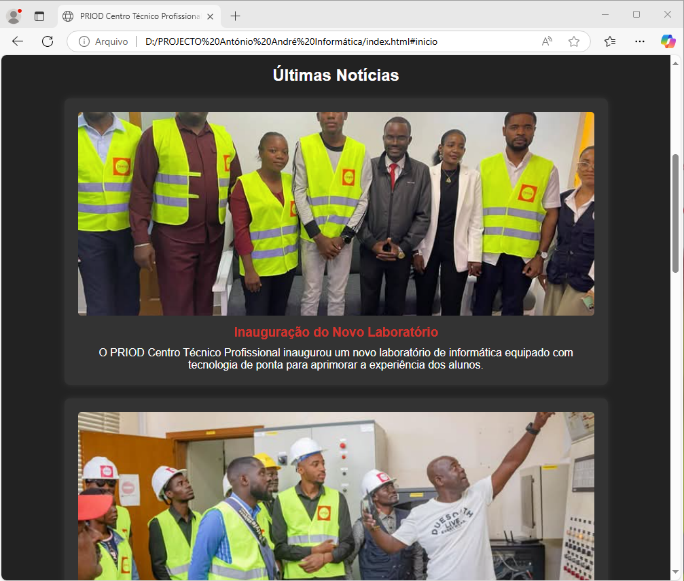 PRIOD Centro Técnico Profissiona
Arquivo
D:/PROJECTO%20António%20André%20Informática/index.html#inicio
Últimas Notícias
Inauguração do Novo Laboratório
O PRIOD Centro Técnico Profissional inaugurou um novo laboratório de informática equipado com
tecnologia de ponta para aprimorar a experiência dos alunos.